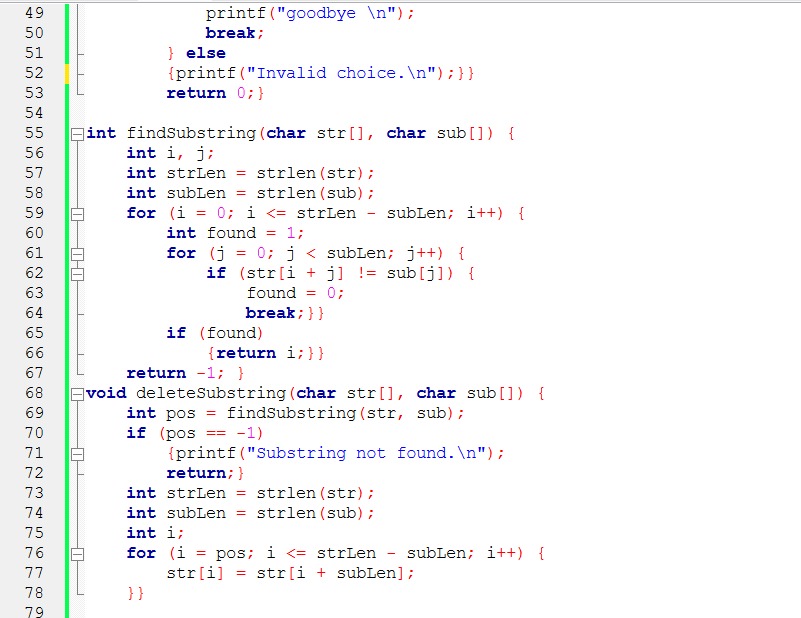 49 printf("goodbye \n");
50 break;
51 } else
52 {printf("Invalid choice.\n");}}
53 return 0;}
54
55 int findSubstring(char str[], char sub[]) {
56 int i, j;
57 int strLen = strlen(str);
58 int subLen = strlen(sub);
59 for (i = 0; i <= strLen - subLen; i++) {
60 int found = 1;
61 for (j = 0; j < subLen; j++) {
62 if (str[i + j] != sub[j]) {
63 found = 0;
64 break;}}
65 if (found)
66 {return i;}}
67 return -1; }
68 void deleteSubstring(char str[], char sub[]) {
69 int pos = findSubstring(str, sub);
70 if (pos == -1)
71 {printf("Substring not found.\n");
72 return;}
73 int strLen = strlen(str);
74 int subLen = strlen(sub);
75 int i;
76 for (i = pos; i <= strLen - subLen; i++) {
77 str[i] = str[i + subLen];
78 }}
79